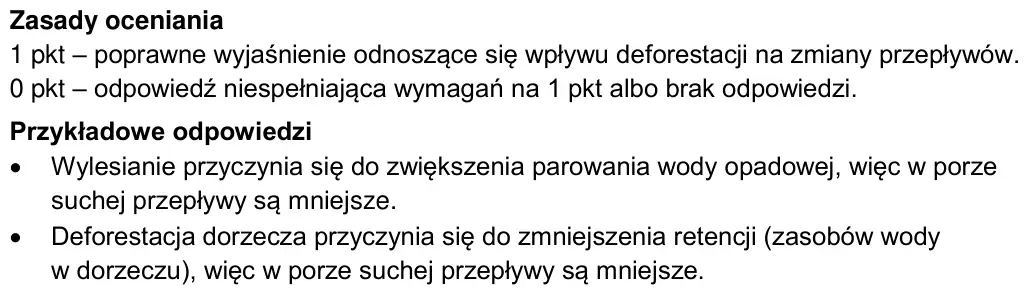 Zasady oceniania
1 pkt – poprawne wyjaśnienie odnoszące się wpływu deforestacji na zmiany przepływów.
0 pkt – odpowiedź niespełniająca wymagań na 1 pkt albo brak odpowiedzi.
Przykładowe odpowiedzi
• Wylesianie przyczynia się do zwiększenia parowania wody opadowej, więc w porze
suchej przepływy są mniejsze.
• Deforestacja dorzecza przyczynia się do zmniejszenia retencji (zasobów wody
w dorzeczu), więc w porze suchej przepływy są mniejsze.